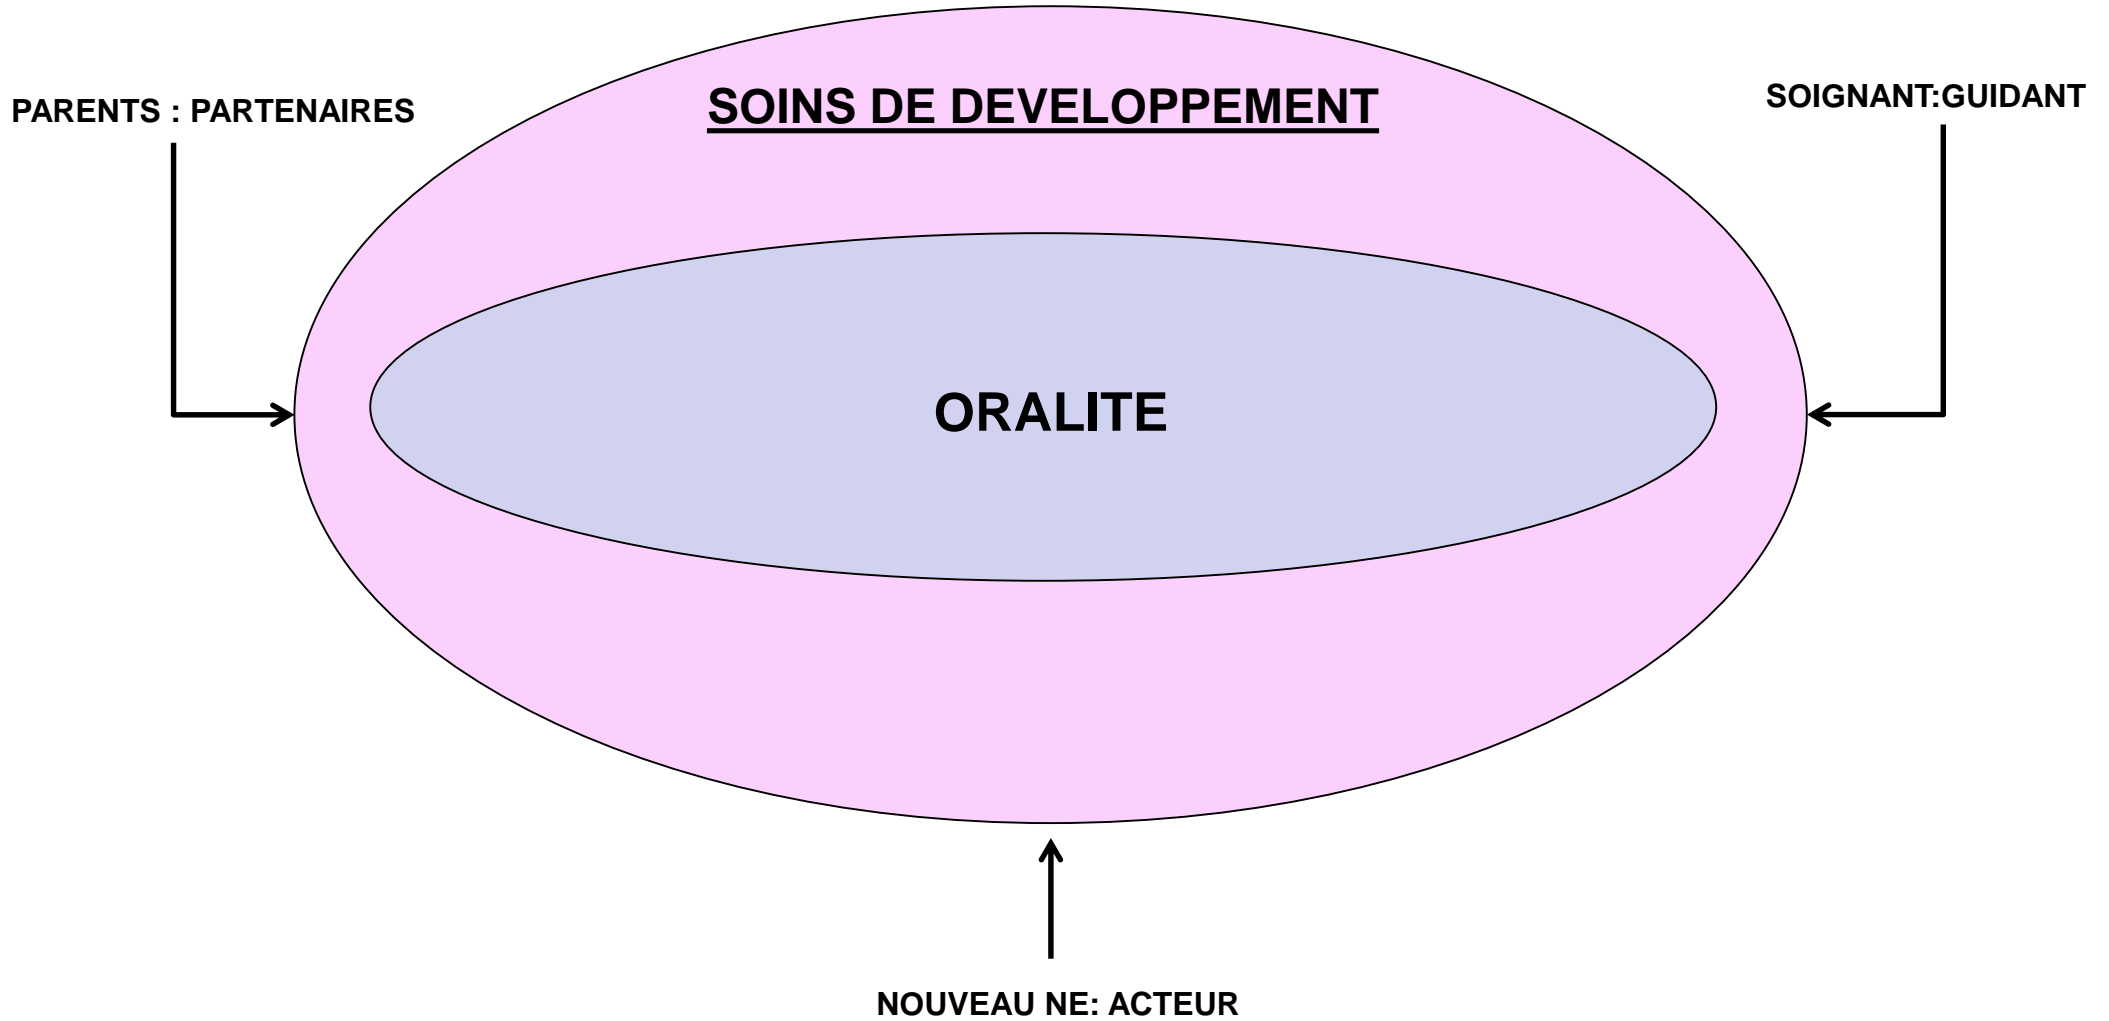 PARENTS : PARTENAIRES
SOINS DE DEVELOPPEMENT
SOIGNANT:GUIDANT
ORALITE
NOUVEAU NE: ACTEUR